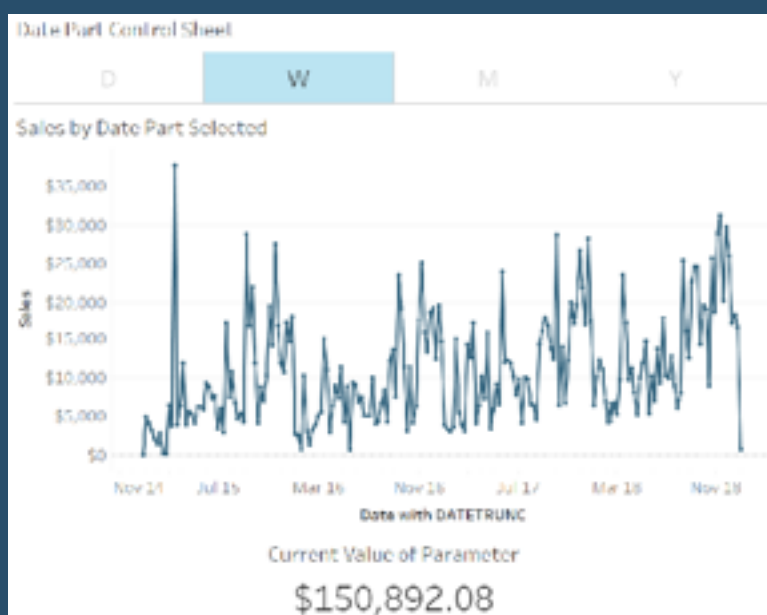 Date Part Control Sheet
D W M Y
Sales by Date Part Selected
$35,000
$30,000
$25,000
$20,000
$15,000
$10,000
$5,000
$0
Sales
Nov 14 Jul 15 Mar 16 Nov 16 Jul 17 Mar 18 Nov 18
Date with DATETRUNC
Current Value of Parameter
$150,892.08